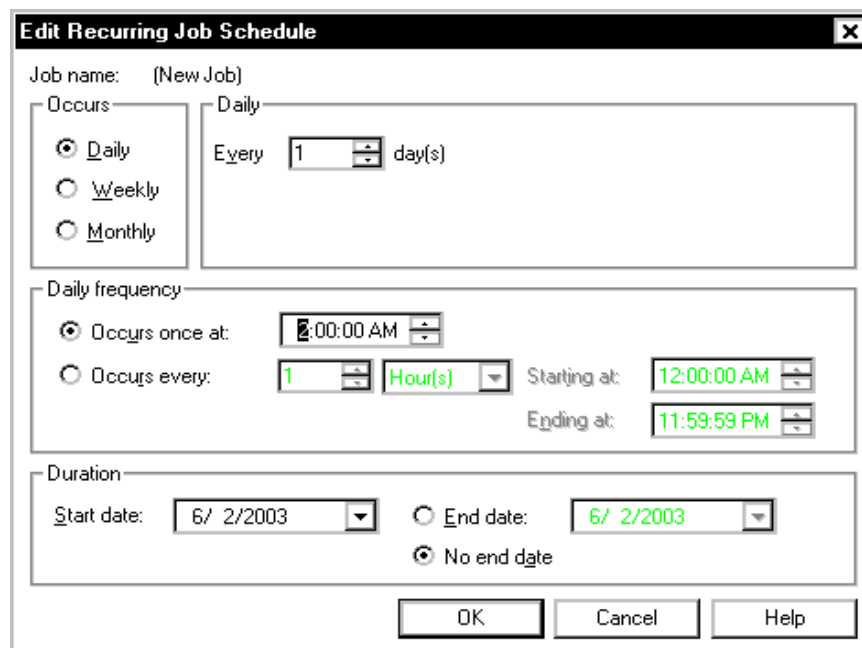 Edit Recurring Job Schedule
Job name: (New Job)
Occurs
Daily
Weekly
Monthly
Daily
Every 1 day(s)
Daily frequency
Occurs once at: 2:00:00 AM
Occurs every: 1 Hour(s) Starting at: 12:00:00 AM
Ending at: 11:59:59 PM
Duration
Start date: 6/ 2/2003 End date: 6/ 2/2003
No end date
OK Cancel Help